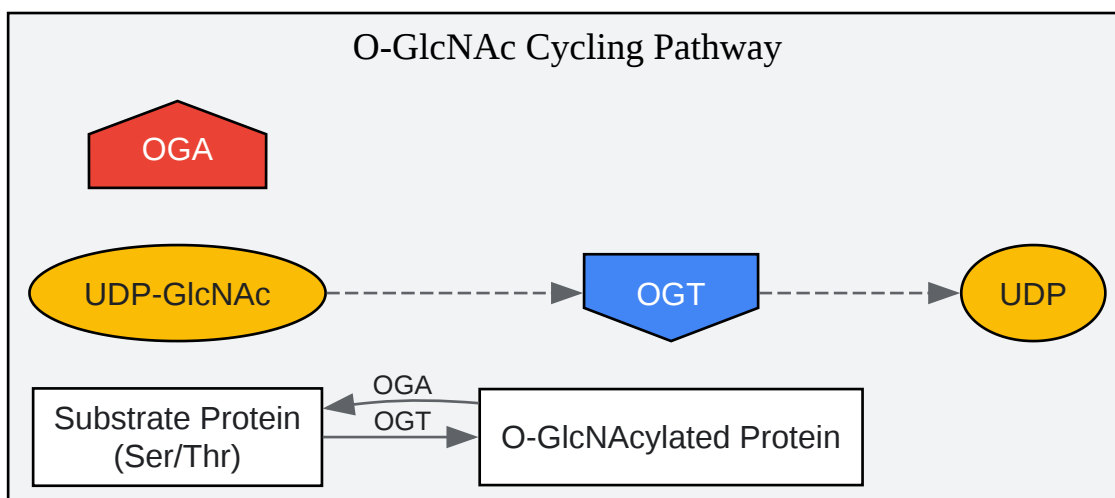 O-GlcNAc Cycling Pathway
OGA
UDP-GlcNAc
OGT
UDP
Substrate Protein
(Ser/Thr)
OGA
OGT
O-GlcNAcylated Protein